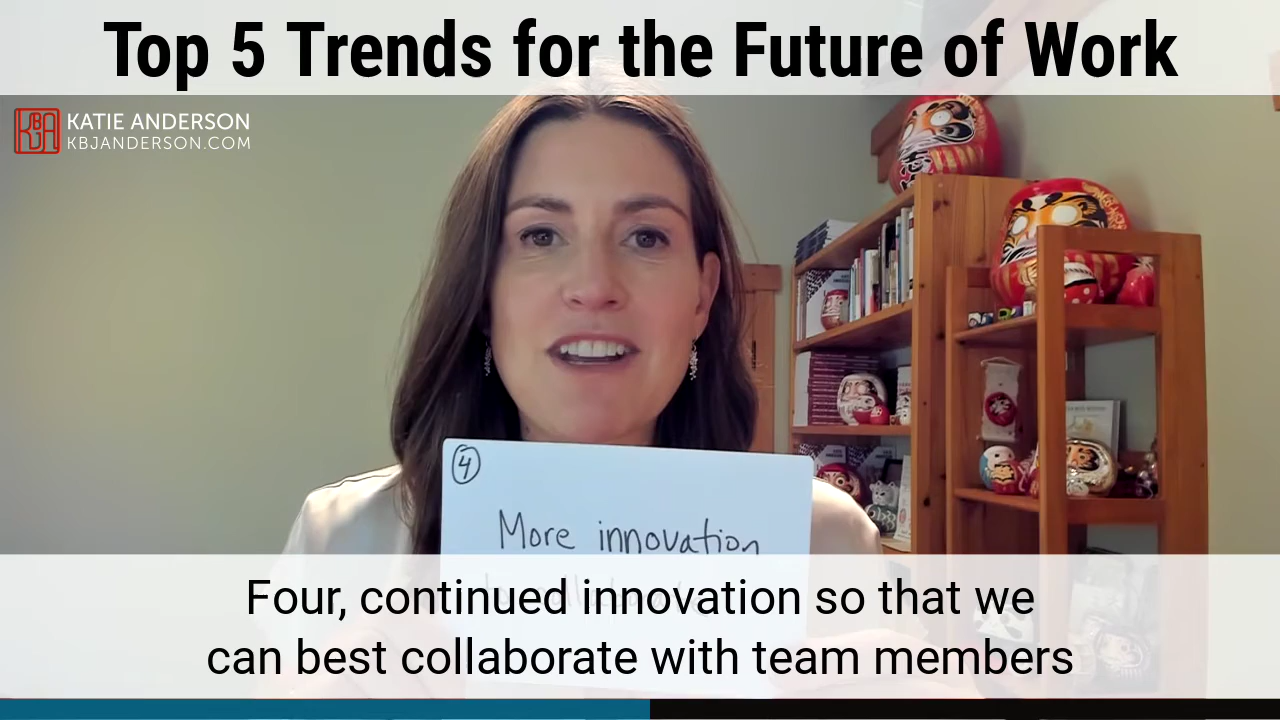 Top 5 Trends for the Future of Work
KATIE ANDERSON
KBJANDERSON.COM
4
More innovation
Four, continued innovation so that we
can best collaborate with team members